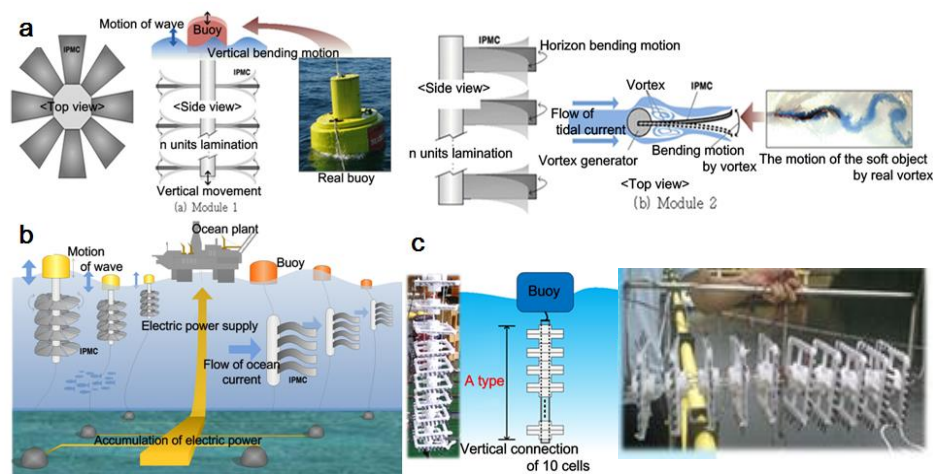 a
Motion of wave
Buoy
IPMC
Vertical bending motion
IPMC
<Top view>
<Side view>
n units lamination
Vertical movement
Real buoy
(a) Module 1
IPMC
Horizon bending motion
<Side view>
Vortex
IPMC
Flow of
tidal current
n units lamination
Vortex generator
Bending motion
by vortex
<Top view>
The motion of the soft object
by real vortex
(b) Module 2
b
Ocean plant
Motion
of wave
Buoy
Electric power supply
IPMC
Flow of ocean
current
IPMC
Accumulation of electric power
c
Buoy
A type
Vertical connection
of 10 cells